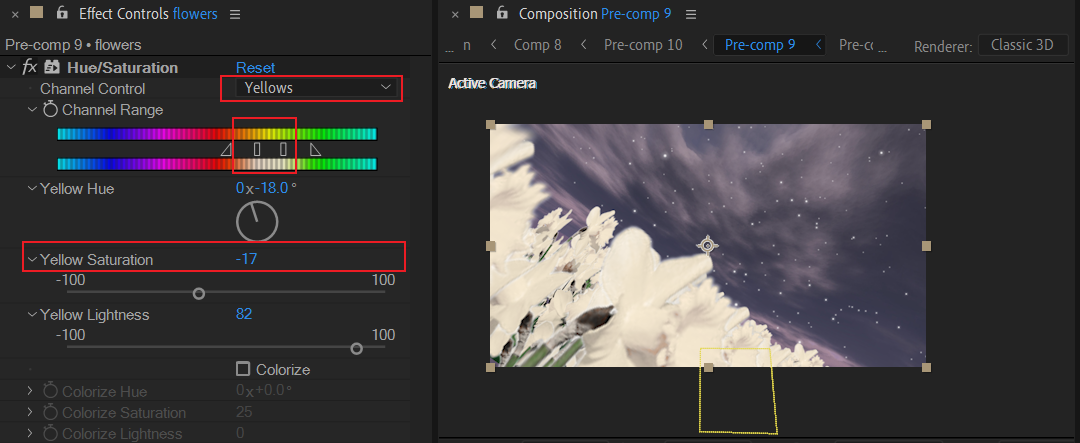 × Effect Controls flowers ≡
Pre-comp 9 • flowers
fx Hue/Saturation Reset
Channel Control Yellows
Channel Range
Yellow Hue 0x-18.0°
Yellow Saturation -17
-100 100
Yellow Lightness 82
-100 100
Colorize
Colorize Hue 0x+0.0°
Colorize Saturation 25
Colorize Lightness 0
× Composition Pre-comp 9 ≡
... n < Comp 8 < Pre-comp 10 < Pre-comp 9 < Pre-cc ... Renderer: Classic 3D
Active Camera